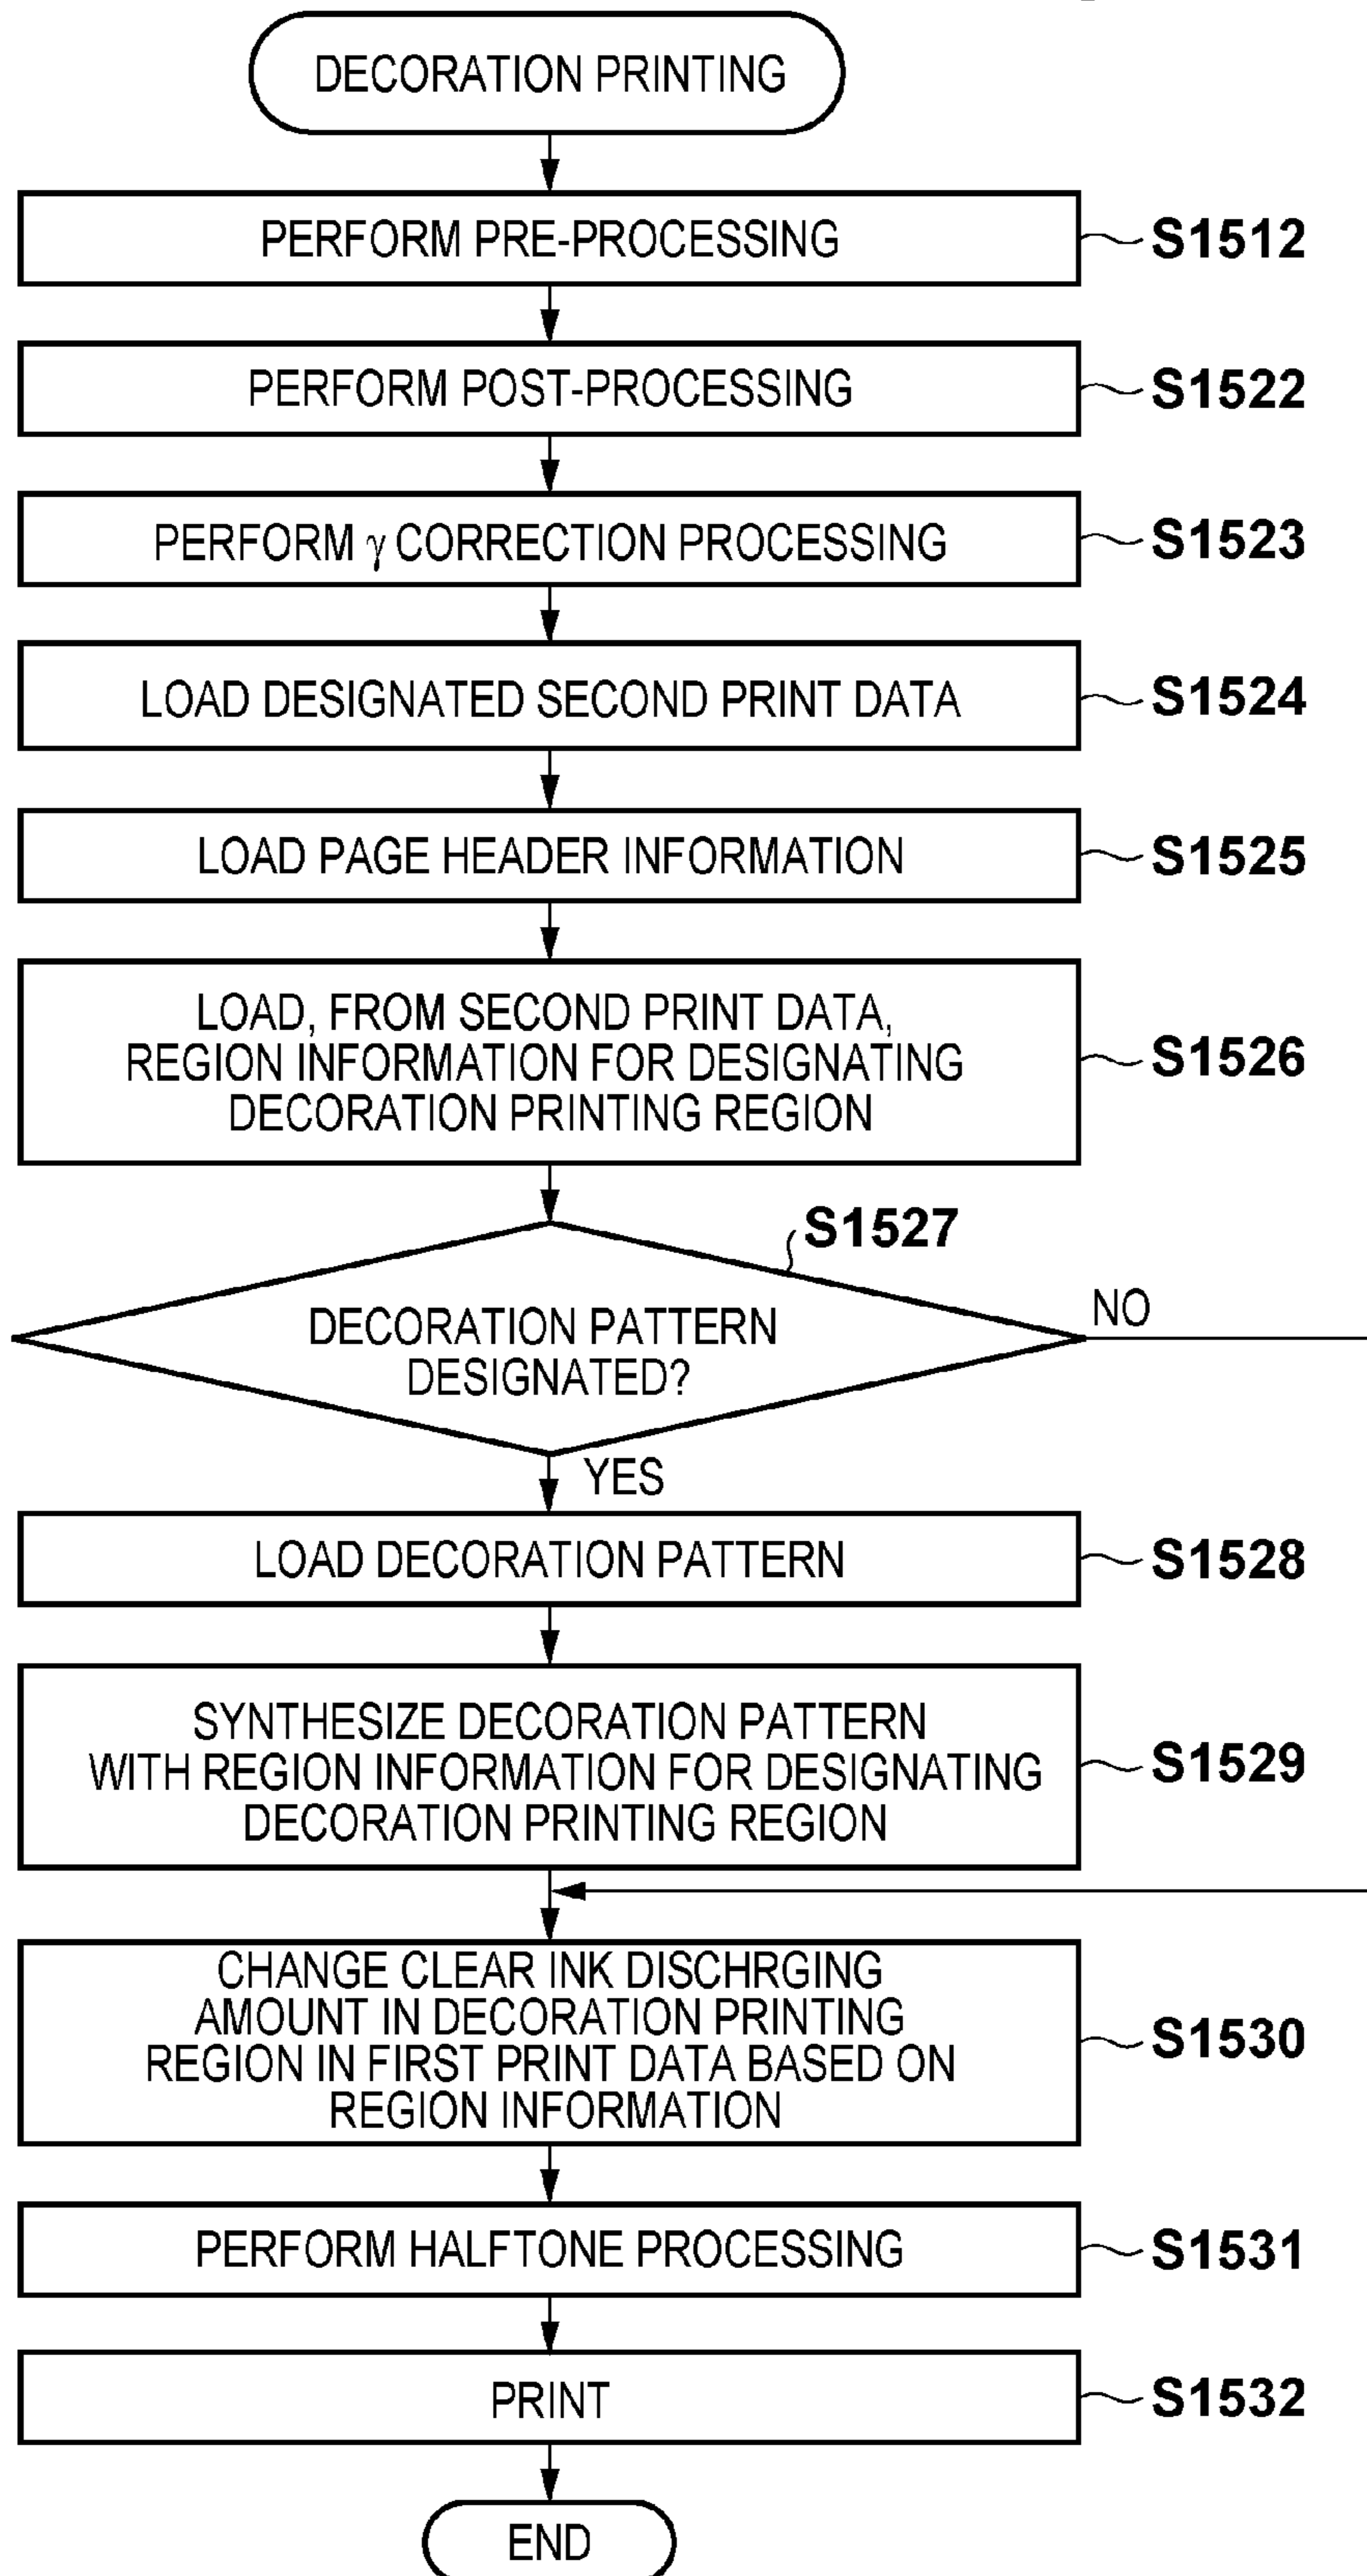 DECORATION PRINTING
PERFORM PRE-PROCESSING
S1512
PERFORM POST-PROCESSING
S1522
PERFORM γ CORRECTION PROCESSING
S1523
LOAD DESIGNATED SECOND PRINT DATA
S1524
LOAD PAGE HEADER INFORMATION
S1525
LOAD, FROM SECOND PRINT DATA,
REGION INFORMATION FOR DESIGNATING
DECORATION PRINTING REGION
S1526
S1527
DECORATION PATTERN
DESIGNATED?
NO
YES
LOAD DECORATION PATTERN
S1528
SYNTHESIZE DECORATION PATTERN
WITH REGION INFORMATION FOR DESIGNATING
DECORATION PRINTING REGION
S1529
CHANGE CLEAR INK DISCHRGING
AMOUNT IN DECORATION PRINTING
REGION IN FIRST PRINT DATA BASED ON
REGION INFORMATION
S1530
PERFORM HALFTONE PROCESSING
S1531
PRINT
S1532
END